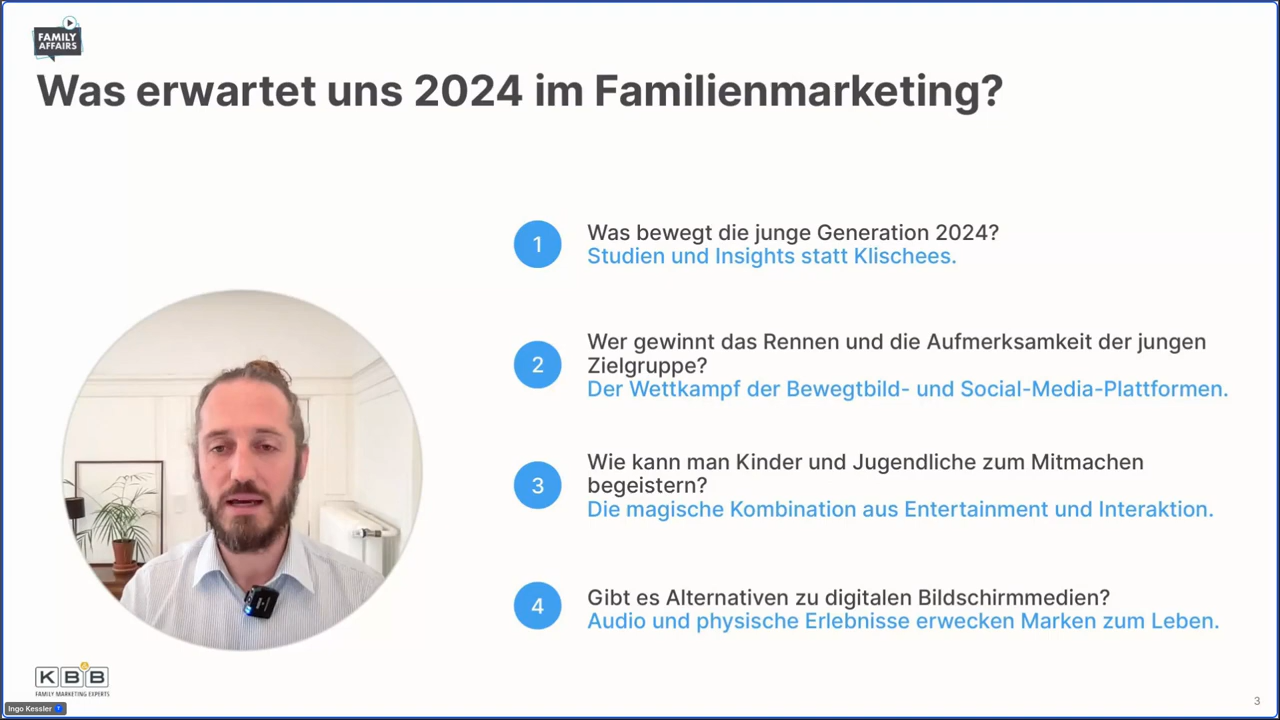 FAMILY
AFFAIRS
Was erwartet uns 2024 im Familienmarketing?
1
Was bewegt die junge Generation 2024?
Studien und Insights statt Klischees.
2
Wer gewinnt das Rennen und die Aufmerksamkeit der jungen
Zielgruppe?
Der Wettkampf der Bewegtbild- und Social-Media-Plattformen.
3
Wie kann man Kinder und Jugendliche zum Mitmachen
begeistern?
Die magische Kombination aus Entertainment und Interaktion.
4
Gibt es Alternativen zu digitalen Bildschirmmedien?
Audio und physische Erlebnisse erwecken Marken zum Leben.
KBB
FAMILY MARKETING EXPERTS
Ingo Kessler
3